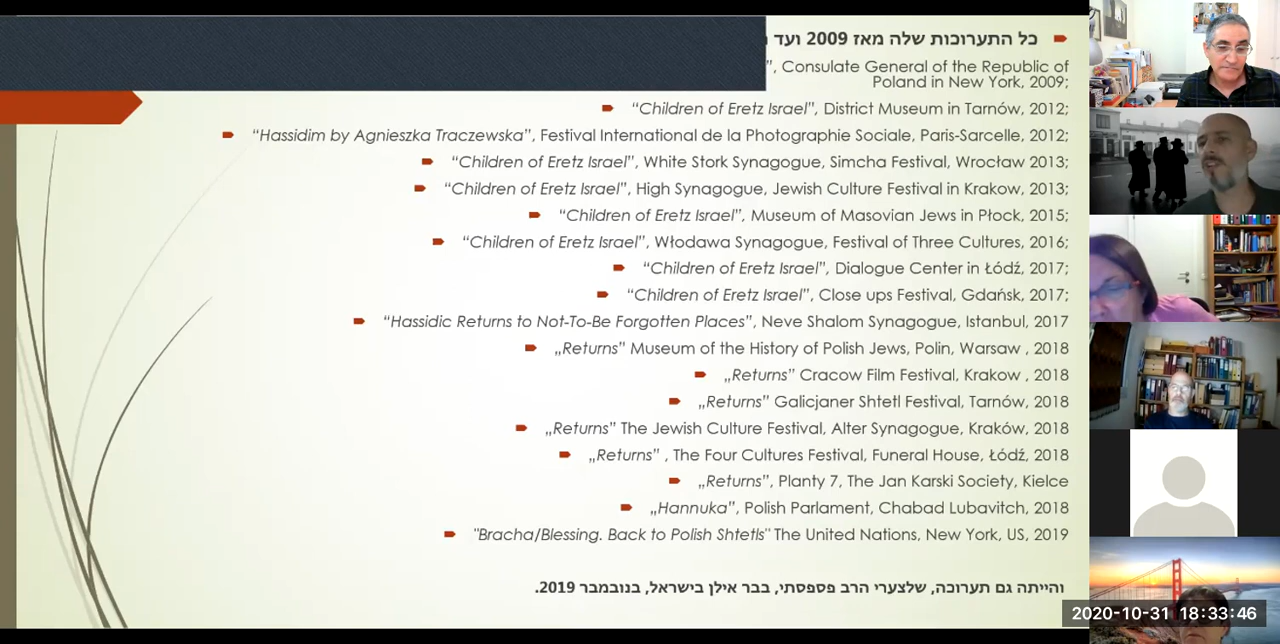 כל התערוכות שלה מאז 2009 ועד
”, Consulate General of the Republic of
Poland in New York, 2009;
“Children of Eretz Israel”, District Museum in Tarnów, 2012;
“Hassidim by Agnieszka Traczewska”, Festival International de la Photographie Sociale, Paris-Sarcelle, 2012;
“Children of Eretz Israel”, White Stork Synagogue, Simcha Festival, Wrocław 2013;
“Children of Eretz Israel”, High Synagogue, Jewish Culture Festival in Krakow, 2013;
“Children of Eretz Israel”, Museum of Masovian Jews in Płock, 2015;
“Children of Eretz Israel”, Włodawa Synagogue, Festival of Three Cultures, 2016;
“Children of Eretz Israel”, Dialogue Center in Łódź, 2017;
“Children of Eretz Israel”, Close ups Festival, Gdańsk, 2017;
“Hassidic Returns to Not-To-Be Forgotten Places”, Neve Shalom Synagogue, Istanbul, 2017
„Returns” Museum of the History of Polish Jews, Polin, Warsaw , 2018
„Returns” Cracow Film Festival, Krakow , 2018
„Returns” Galicjaner Shtetl Festival, Tarnów, 2018
„Returns” The Jewish Culture Festival, Alter Synagogue, Kraków, 2018
„Returns” , The Four Cultures Festival, Funeral House, Łódź, 2018
„Returns”, Planty 7, The Jan Karski Society, Kielce
„Hannuka”, Polish Parliament, Chabad Lubavitch, 2018
"Bracha/Blessing. Back to Polish Shtetls" The United Nations, New York, US, 2019
והייתה גם תערוכה, שלצערי הרב פספסתי, בבר אילן בישראל, בנובמבר 2019.
2020-10-31 18:33:46